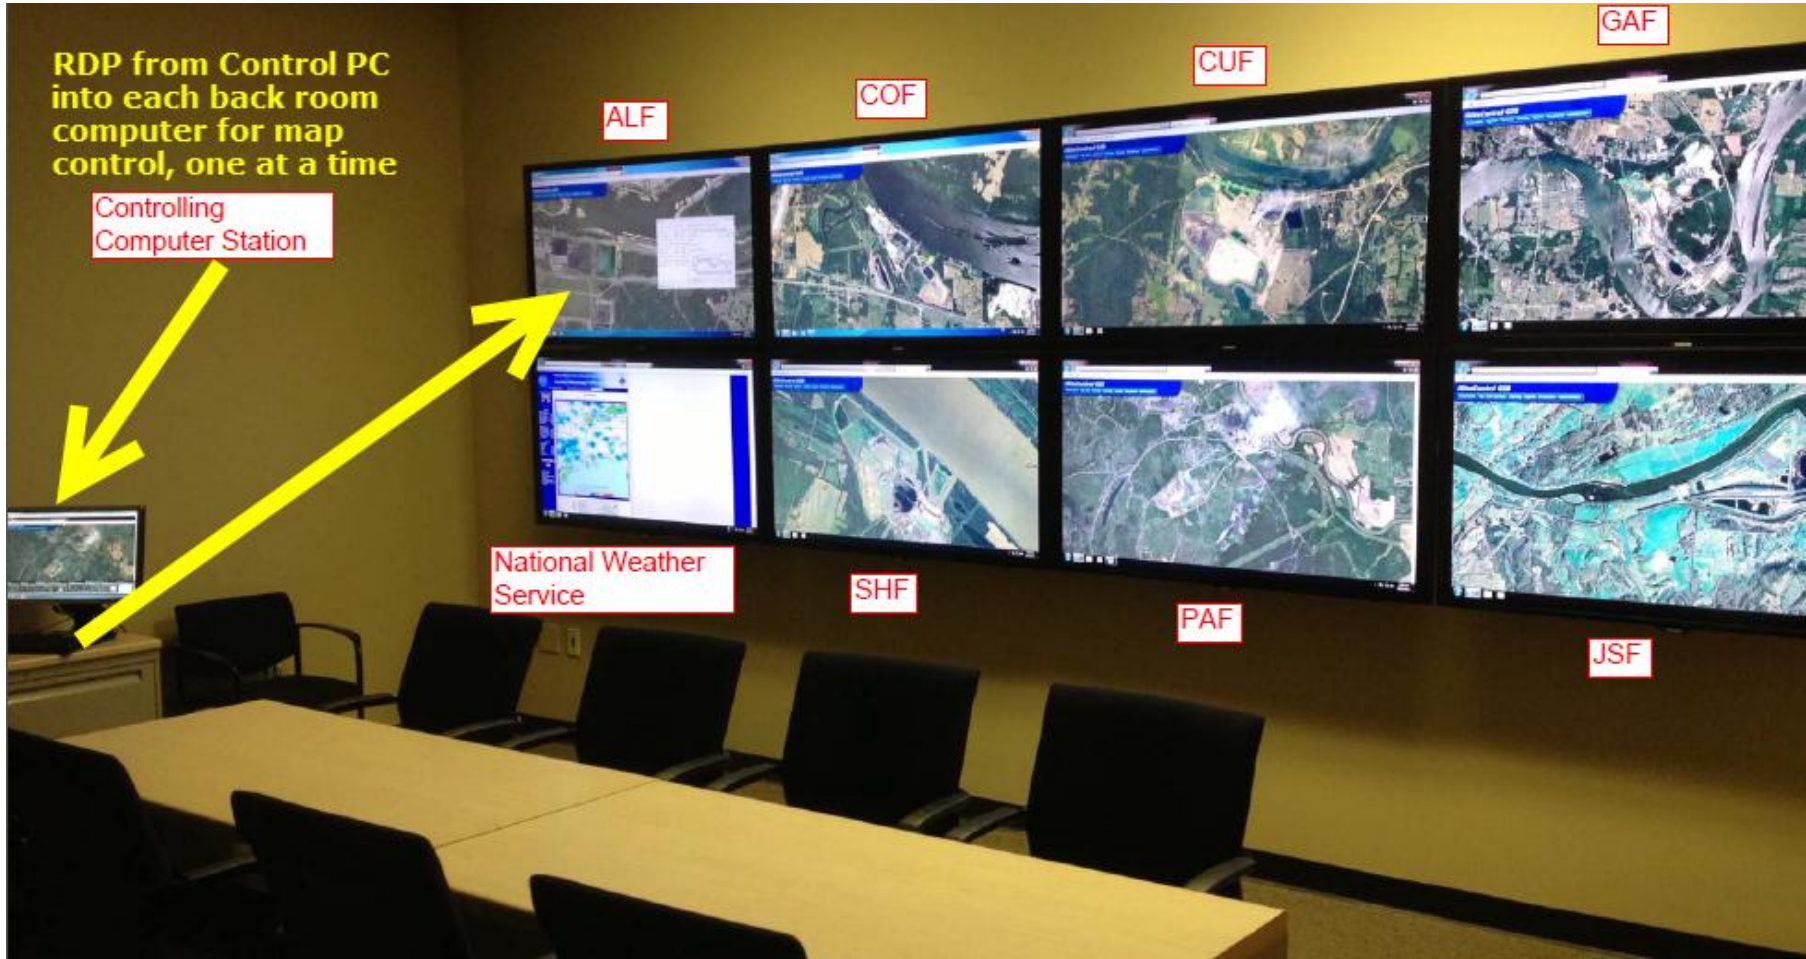 RDP from Control PC
into each back room
computer for map
control, one at a time
Controlling
Computer Station
ALF
COF
CUF
GAF
National Weather
Service
SHF
PAF
JSF